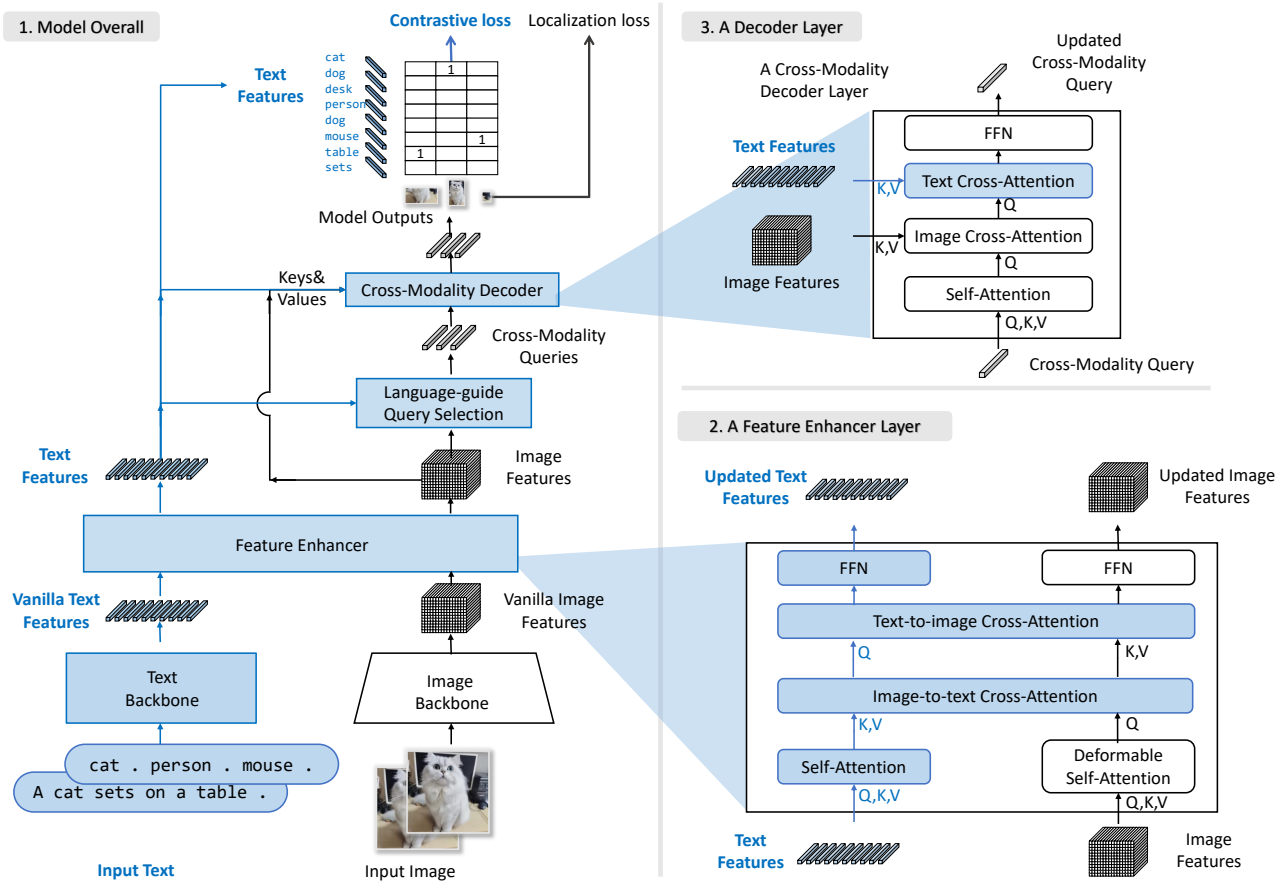 1. Model Overall
Contrastive loss
Localization loss
Text
Features
cat
dog
desk
person
dog
mouse
table
sets
1
1
1
Model Outputs
Keys&
Values
Cross-Modality Decoder
Cross-Modality
Queries
Language-guide
Query Selection
Text
Features
Image
Features
Feature Enhancer
Vanilla Text
Features
Vanilla Image
Features
Text
Backbone
Image
Backbone
cat . person . mouse .
A cat sets on a table .
Input Text
Input Image
3. A Decoder Layer
Updated
Cross-Modality
Query
A Cross-Modality
Decoder Layer
FFN
Text Features
Text Cross-Attention
K,V
Q
Image Cross-Attention
K,V
Q
Image Features
Self-Attention
Q,K,V
Cross-Modality Query
2. A Feature Enhancer Layer
Updated Text
Features
Updated Image
Features
FFN
FFN
Text-to-image Cross-Attention
Q
K,V
Image-to-text Cross-Attention
K,V
Q
Self-Attention
Deformable
Self-Attention
Q,K,V
Q,K,V
Text
Features
Image
Features